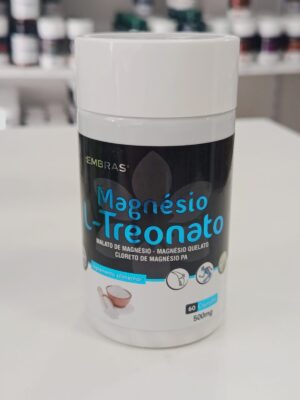 EMBRAS
Magnésio
L-Treonato
MALATO DE MAGNÉSIO - MAGNÉSIO QUELATO
CLORETO DE MAGNÉSIO PA
60
500mg